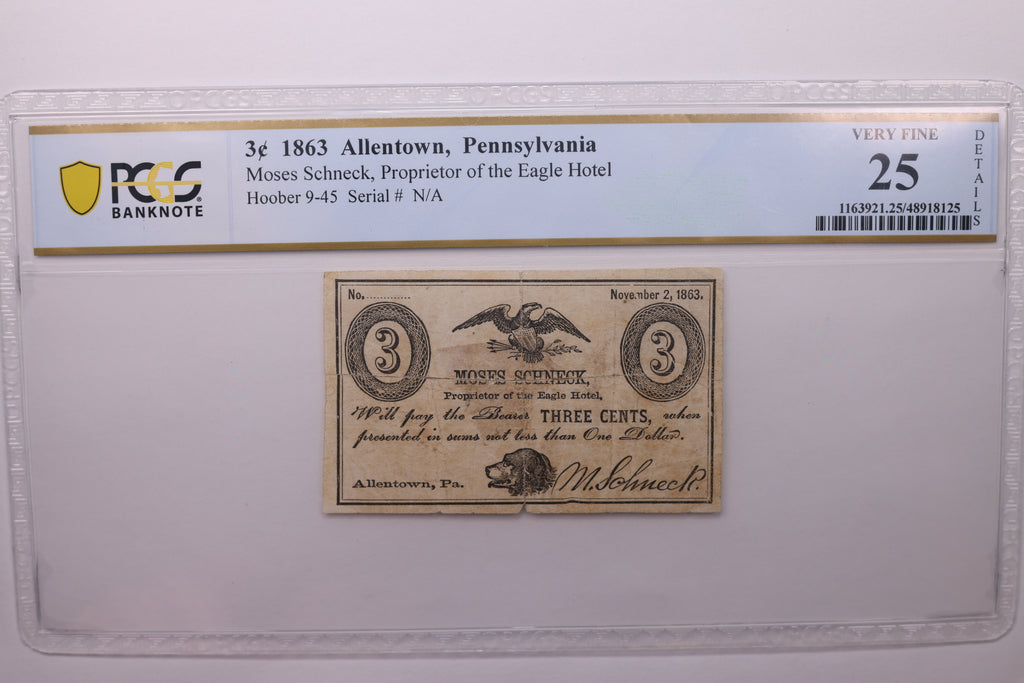 PCGS
BANKNOTE
3¢ 1863 Allentown, Pennsylvania
Moses Schneck, Proprietor of the Eagle Hotel
Hoober 9-45 Serial # N/A
VERY FINE
25
DETAILS
1163921.25/48918125
No.............
November 2, 1863.
3
3
MOSES SCHNECK,
Proprietor of the Eagle Hotel,
Will pay the Bearer THREE CENTS, when
presented in sums not less than One Dollar.
Allentown, Pa.
M. Schneck.